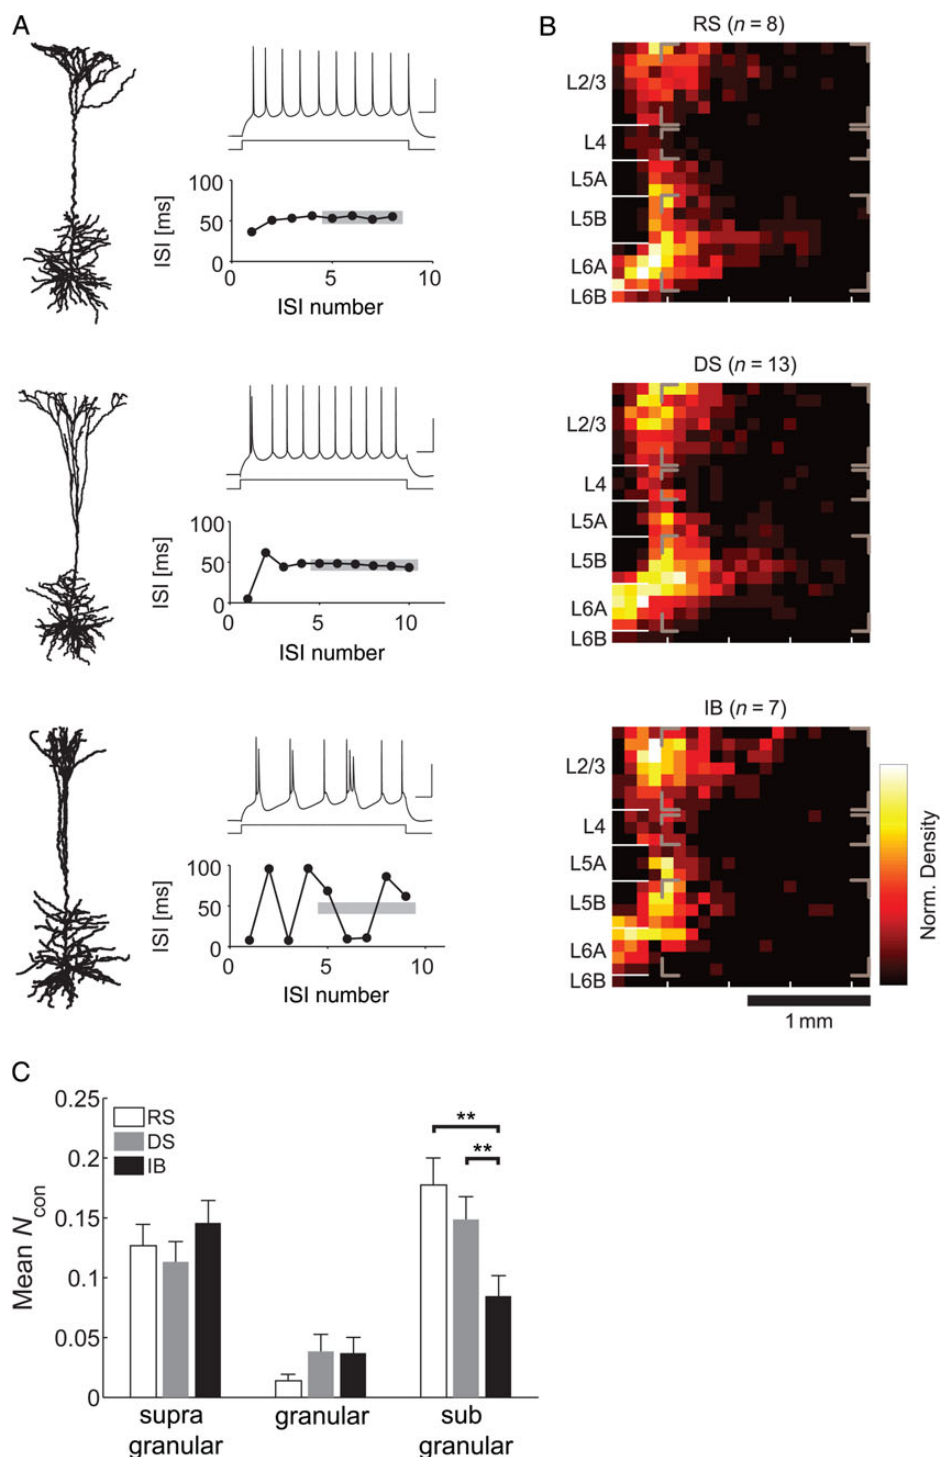 A
100
50
0
ISI [ms]
0
5
10
ISI number
100
50
0
ISI [ms]
0
5
10
ISI number
100
50
0
ISI [ms]
0
5
10
ISI number
B
RS (n = 8)
L2/3
L4
L5A
L5B
L6A
L6B
DS (n = 13)
L2/3
L4
L5A
L5B
L6A
L6B
IB (n = 7)
L2/3
L4
L5A
L5B
L6A
L6B
Norm. Density
1 mm
C
Mean Ncon
0.25
0.2
0.15
0.1
0.05
0
RS
DS
IB
**
**
supra
granular
granular
sub
granular